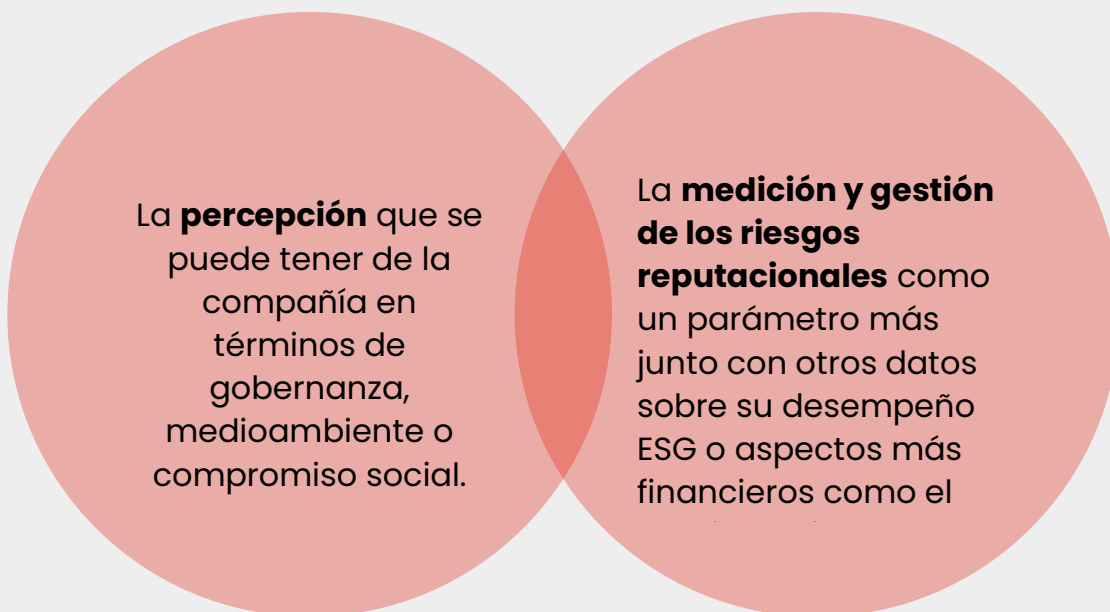 La percepción que se
puede tener de la
compañía en
términos de
gobernanza,
medioambiente o
compromiso social.
La medición y gestión
de los riesgos
reputacionales como
un parámetro más
junto con otros datos
sobre su desempeño
ESG o aspectos más
financieros como el